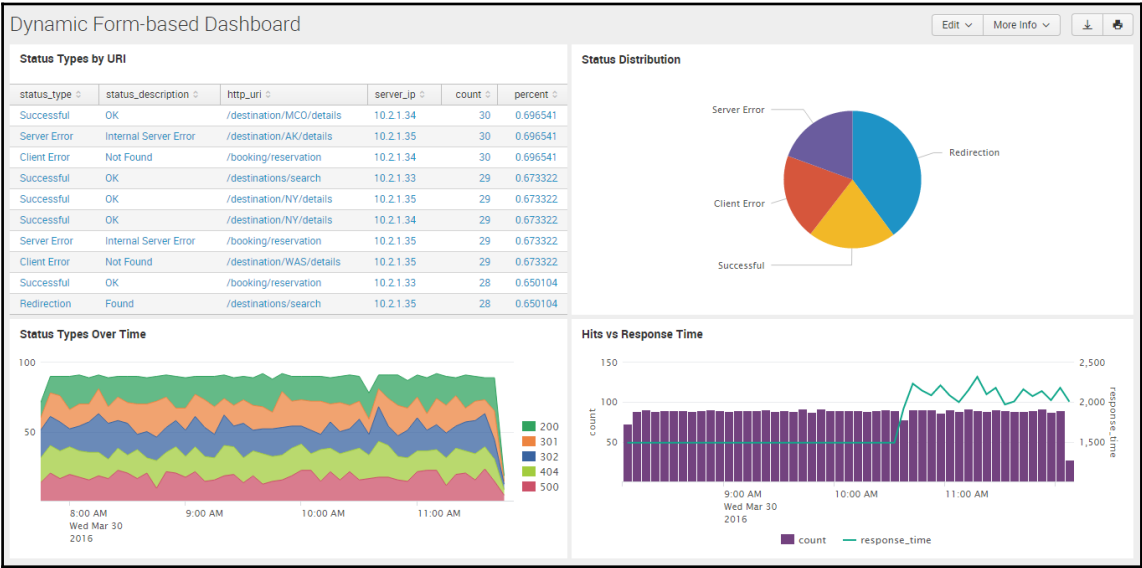 Dynamic Form-based Dashboard
Edit More Info
Status Types by URI
status_type status_description http_uri server_ip count percent
Successful OK /destination/MCO/details 10.2.1.34 30 0.696541
Server Error Internal Server Error /destination/AK/details 10.2.1.35 30 0.696541
Client Error Not Found /booking/reservation 10.2.1.34 30 0.696541
Successful OK /destinations/search 10.2.1.33 29 0.673322
Successful OK /destination/NY/details 10.2.1.35 29 0.673322
Successful OK /destination/NY/details 10.2.1.34 29 0.673322
Server Error Internal Server Error /booking/reservation 10.2.1.35 29 0.673322
Client Error Not Found /destination/WAS/details 10.2.1.35 29 0.673322
Successful OK /booking/reservation 10.2.1.33 28 0.650104
Redirection Found /destinations/search 10.2.1.35 28 0.650104
Status Distribution
Server Error
Redirection
Client Error
Successful
Status Types Over Time
100
50
200
301
302
404
500
8:00 AM 9:00 AM 10:00 AM 11:00 AM
Wed Mar 30
2016
Hits vs Response Time
150 2,500
100 2,000
50 1,500
count
response_time
9:00 AM 10:00 AM 11:00 AM
Wed Mar 30
2016
count response_time